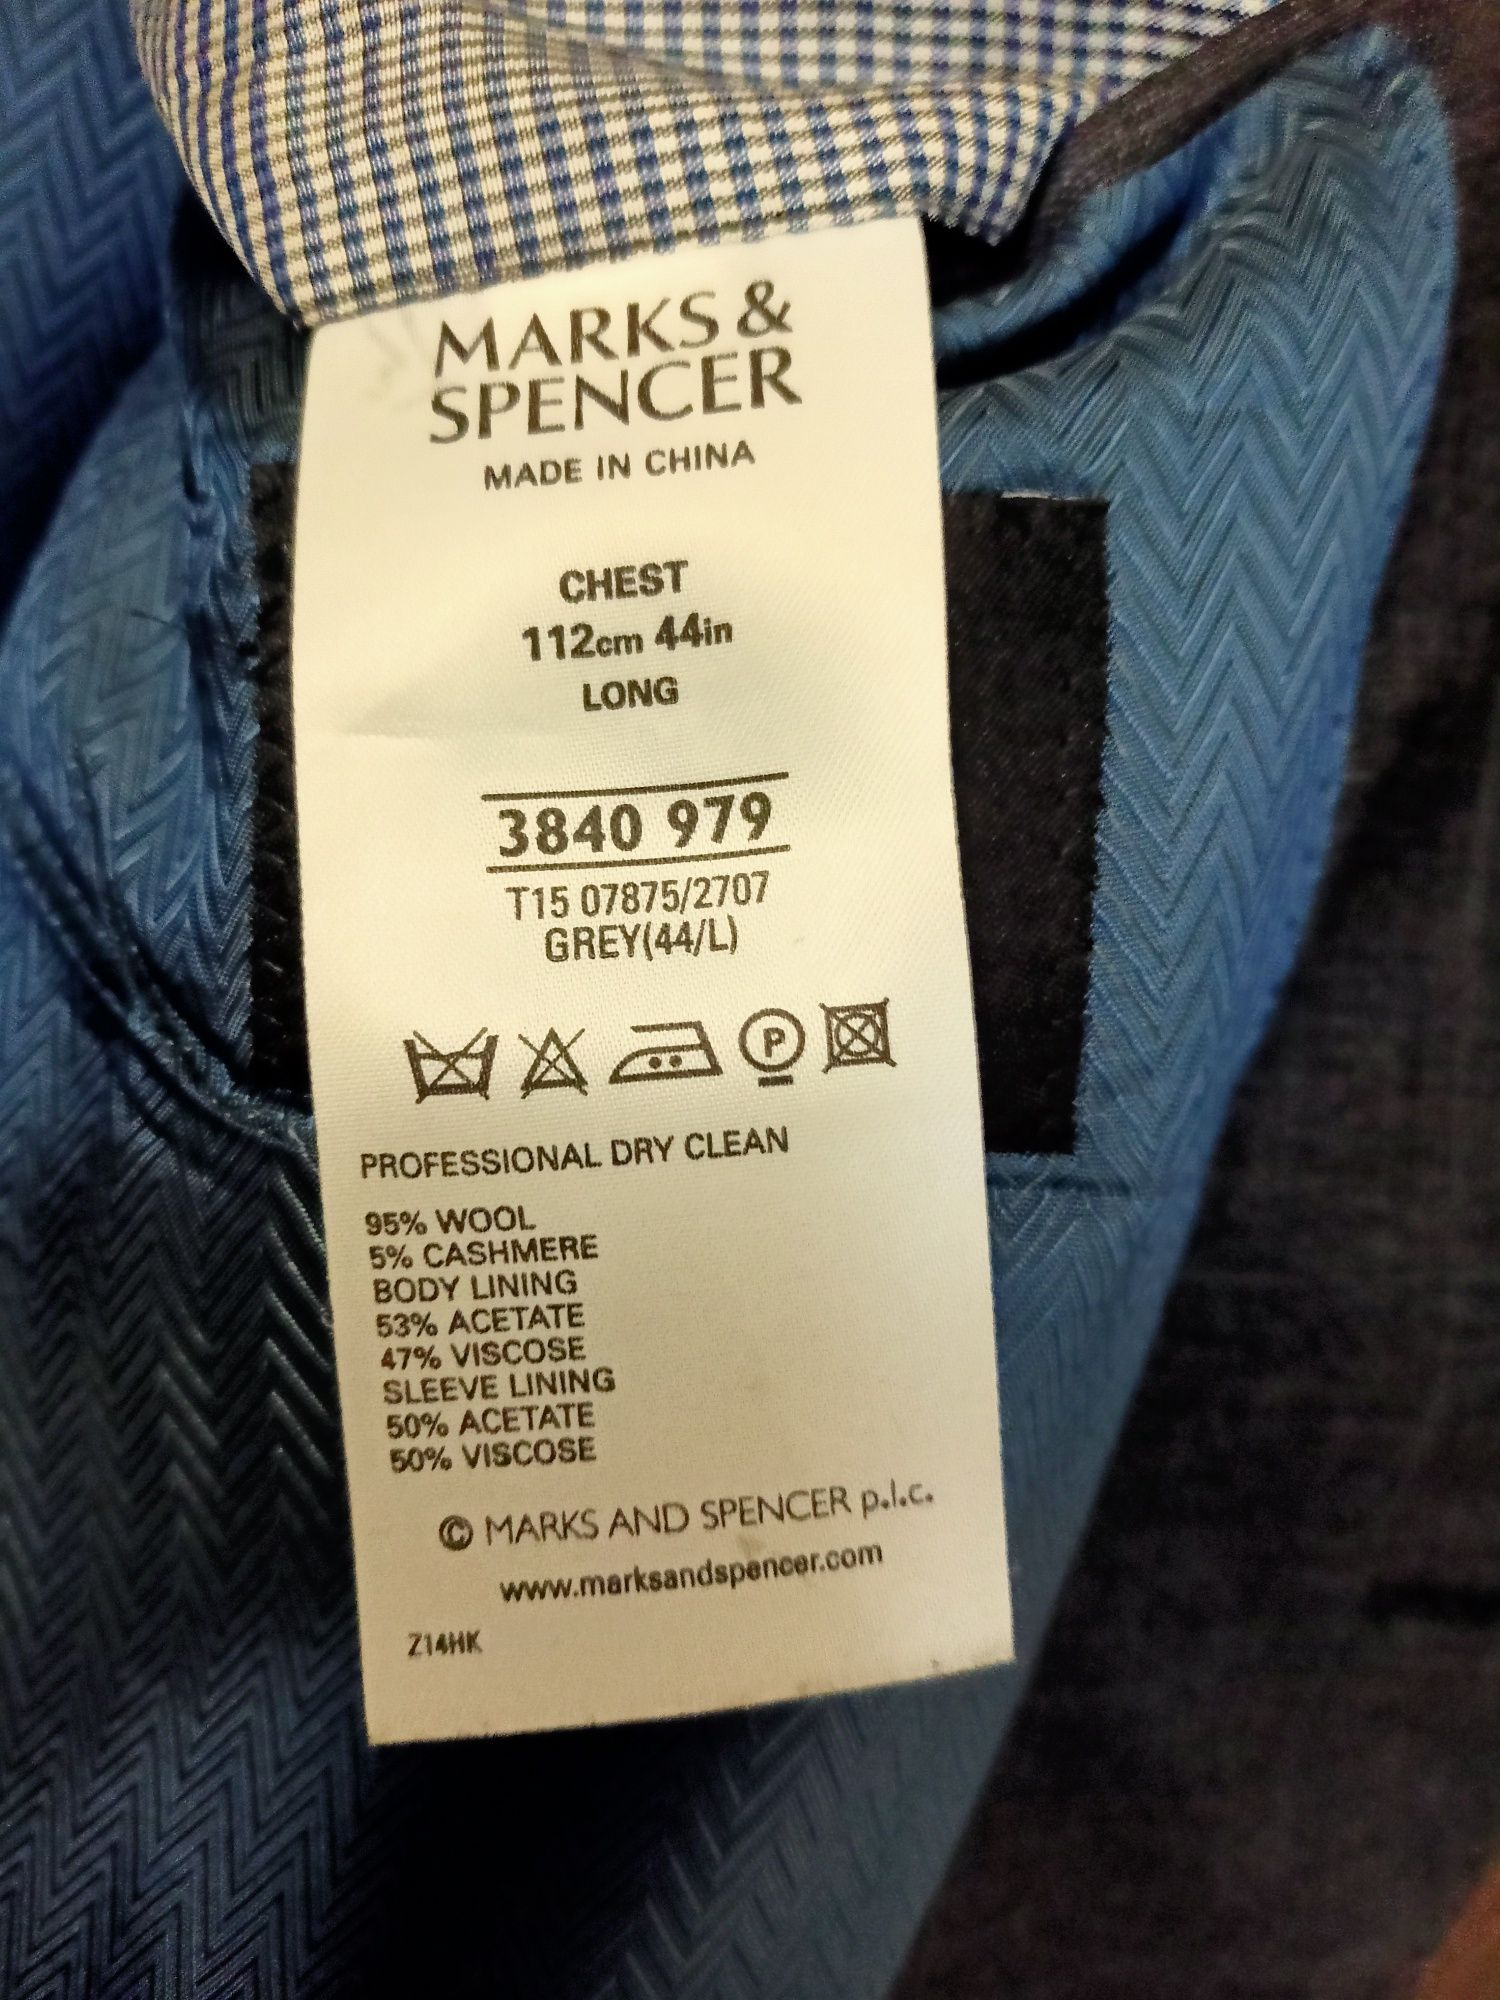 MARKS &
SPENCER
MADE IN CHINA
CHEST
112cm 44in
LONG
3840 979
T15 07875/2707
GREY(44/L)
P
PROFESSIONAL DRY CLEAN
95% WOOL
5% CASHMERE
BODY LINING
53% ACETATE
47% VISCOSE
SLEEVE LINING
50% ACETATE
50% VISCOSE
© MARKS AND SPENCER p.l.c.
www.marksandspencer.com
Z14HK